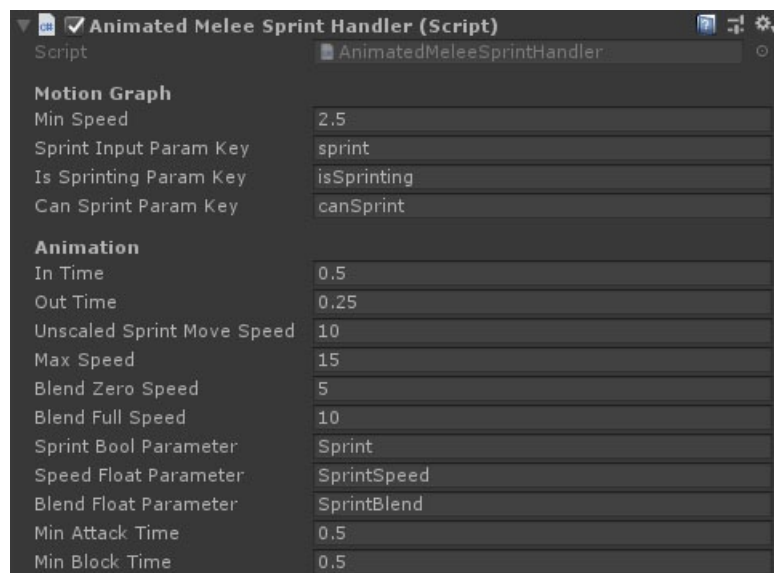 Animated Melee Sprint Handler (Script)
Script AnimatedMeleeSprintHandler
Motion Graph
Min Speed 2.5
Sprint Input Param Key sprint
Is Sprinting Param Key isSprinting
Can Sprint Param Key canSprint
Animation
In Time 0.5
Out Time 0.25
Unscaled Sprint Move Speed 10
Max Speed 15
Blend Zero Speed 5
Blend Full Speed 10
Sprint Bool Parameter Sprint
Speed Float Parameter SprintSpeed
Blend Float Parameter SprintBlend
Min Attack Time 0.5
Min Block Time 0.5